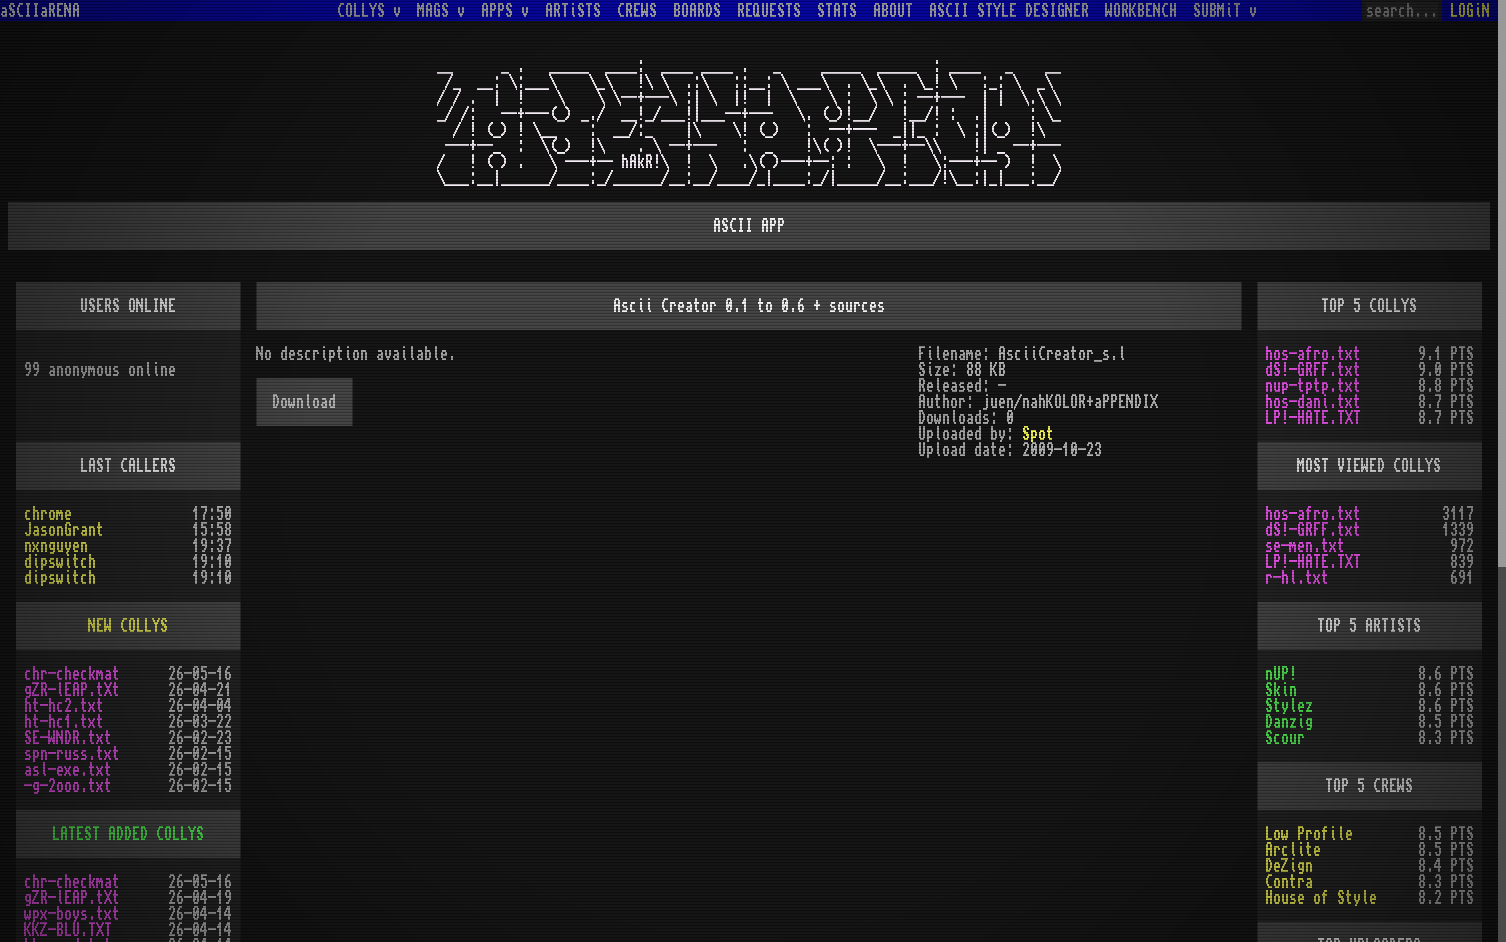 aSCIIaRENA
COLLYS v MAGS v APPS v ARTiSTS CREWS BOARDS REQUESTS STATS ABOUT ASCII STYLE DESIGNER WORKBENCH SUBMiT v
search... LOGiN
hAkR!
ASCII APP
USERS ONLINE
99 anonymous online
LAST CALLERS
chrome 17:50
JasonGrant 15:58
nxnguyen 19:37
dipswitch 19:10
dipswitch 19:10
NEW COLLYS
chr-checkmat 26-05-16
gZR-lEAP.tXt 26-04-21
ht-hc2.txt 26-04-04
ht-hc1.txt 26-03-22
SE-WNDR.txt 26-02-23
spn-russ.txt 26-02-15
asl-exe.txt 26-02-15
-g-2ooo.txt 26-02-15
LATEST ADDED COLLYS
chr-checkmat 26-05-16
gZR-lEAP.tXt 26-04-19
wpx-boys.txt 26-04-14
KKZ-BLU.TXT 26-04-14
Ascii Creator 0.1 to 0.6 + sources
No description available.
Download
Filename: AsciiCreator_s.l
Size: 88 KB
Released: -
Author: juen/nahKOLOR+aPPENDIX
Downloads: 0
Uploaded by: Spot
Upload date: 2009-10-23
TOP 5 COLLYS
hos-afro.txt 9.1 PTS
dS!-GRFF.txt 9.0 PTS
nup-tptp.txt 8.8 PTS
hos-dani.txt 8.7 PTS
LP!-HATE.TXT 8.7 PTS
MOST VIEWED COLLYS
hos-afro.txt 3117
dS!-GRFF.txt 1339
se-men.txt 972
LP!-HATE.TXT 839
r-hl.txt 691
TOP 5 ARTISTS
nUP! 8.6 PTS
Skin 8.6 PTS
Stylez 8.6 PTS
Danzig 8.5 PTS
Scour 8.3 PTS
TOP 5 CREWS
Low Profile 8.5 PTS
Arclite 8.5 PTS
DeZign 8.4 PTS
Contra 8.3 PTS
House of Style 8.2 PTS